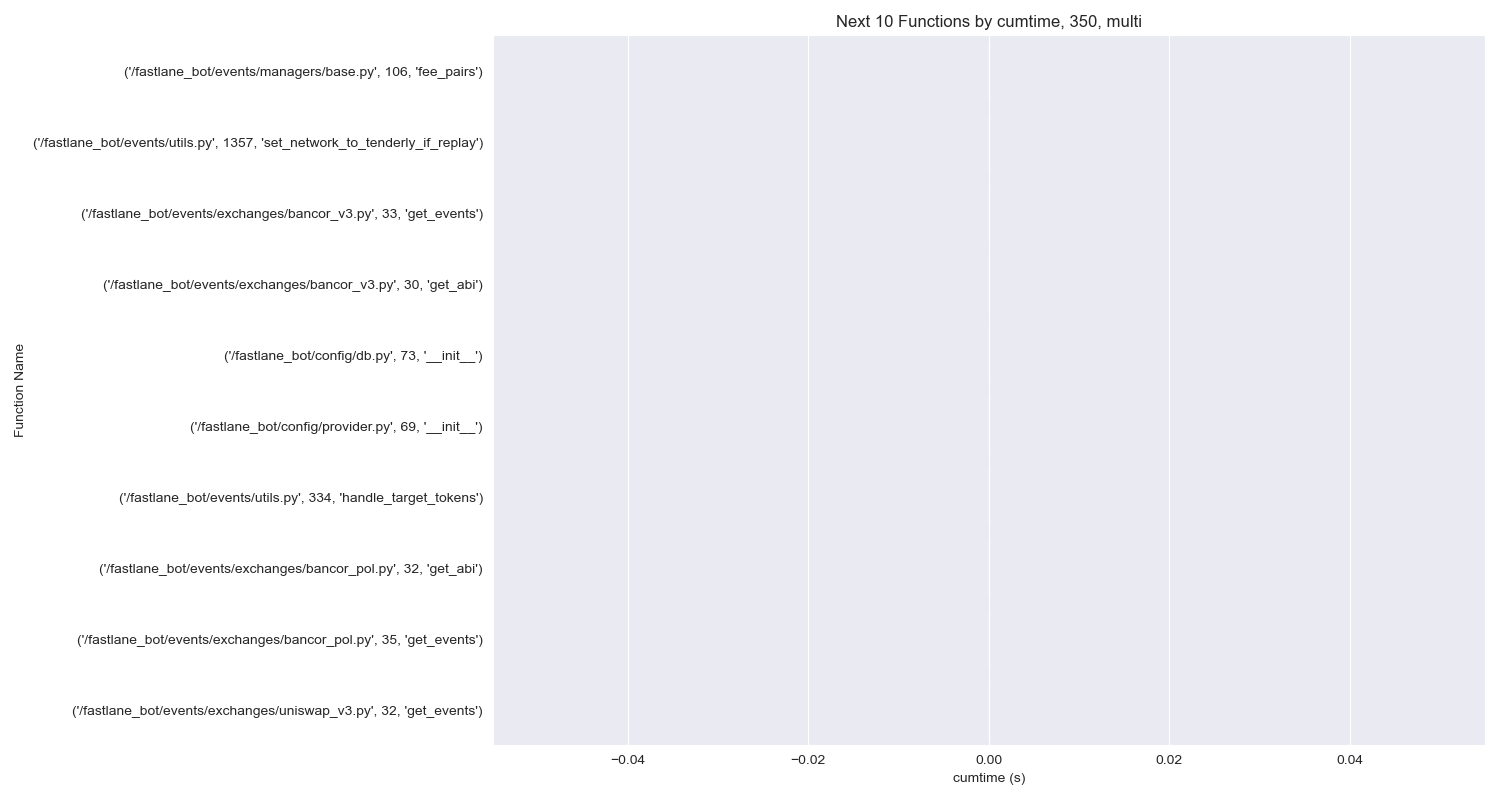 Next 10 Functions by cumtime, 350, multi
('/fastlane_bot/events/managers/base.py', 106, 'fee_pairs')
('/fastlane_bot/events/utils.py', 1357, 'set_network_to_tenderly_if_replay')
('/fastlane_bot/events/exchanges/bancor_v3.py', 33, 'get_events')
('/fastlane_bot/events/exchanges/bancor_v3.py', 30, 'get_abi')
('/fastlane_bot/config/db.py', 73, '__init__')
('/fastlane_bot/config/provider.py', 69, '__init__')
('/fastlane_bot/events/utils.py', 334, 'handle_target_tokens')
('/fastlane_bot/events/exchanges/bancor_pol.py', 32, 'get_abi')
('/fastlane_bot/events/exchanges/bancor_pol.py', 35, 'get_events')
('/fastlane_bot/events/exchanges/uniswap_v3.py', 32, 'get_events')
Function Name
−0.04 −0.02 0.00 0.02 0.04
cumtime (s)